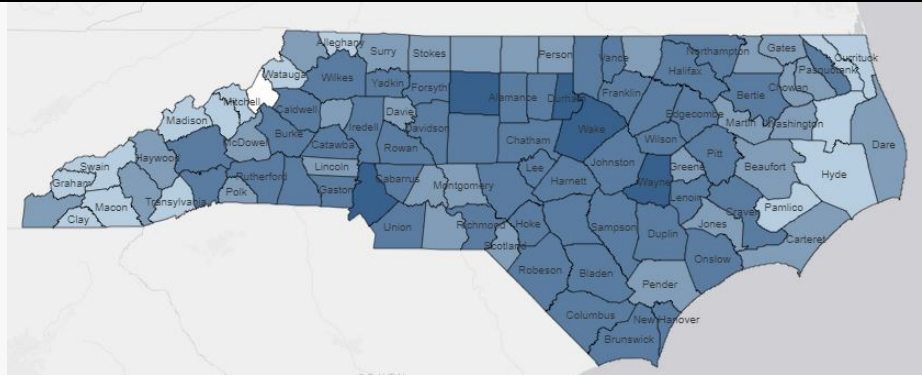 Alleghany
Surry
Stokes
Person
Vance
Northampton
Gates
Currituck
Pasquotank
Watauga
Wilkes
Yadkin
Forsyth
Alamance
Durham
Franklin
Halifax
Bertie
Chowan
Mitchell
Madison
Caldwell
Davie
Iredell
Davidson
Wake
Edgecombe
Martin
Washington
Burke
Catawba
Rowan
Chatham
Wilson
Dare
McDowell
Haywood
Swain
Graham
Rutherford
Lincoln
Cabarrus
Montgomery
Lee
Johnston
Pitt
Greene
Beaufort
Hyde
Harnett
Wayne
Lenoir
Polk
Gaston
Transylvania
Macon
Clay
Pamlico
Craven
Jones
Union
Richmond
Hoke
Sampson
Duplin
Carteret
Scotland
Onslow
Robeson
Bladen
Pender
Columbus
New Hanover
Brunswick